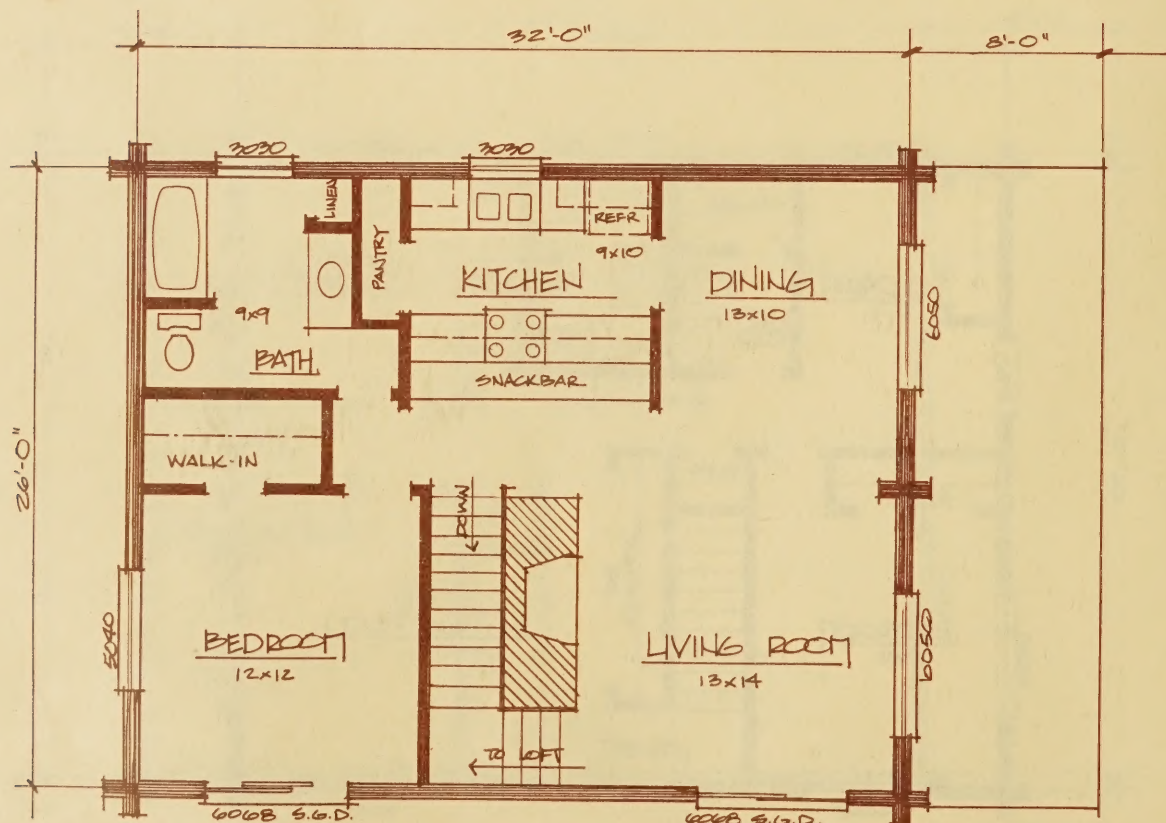 32'-0"
8'-0"
3030
3030
LINEN
PANTRY
REFR
9x10
KITCHEN
DINING
13x10
6050
9x9
BATH
SNACKBAR
WALK-IN
26'-0"
DOWN
5040
BEDROOM
12x12
LIVING ROOM
13x14
6050
TO LOFT
6068 S.G.D.
6068 S.G.D.